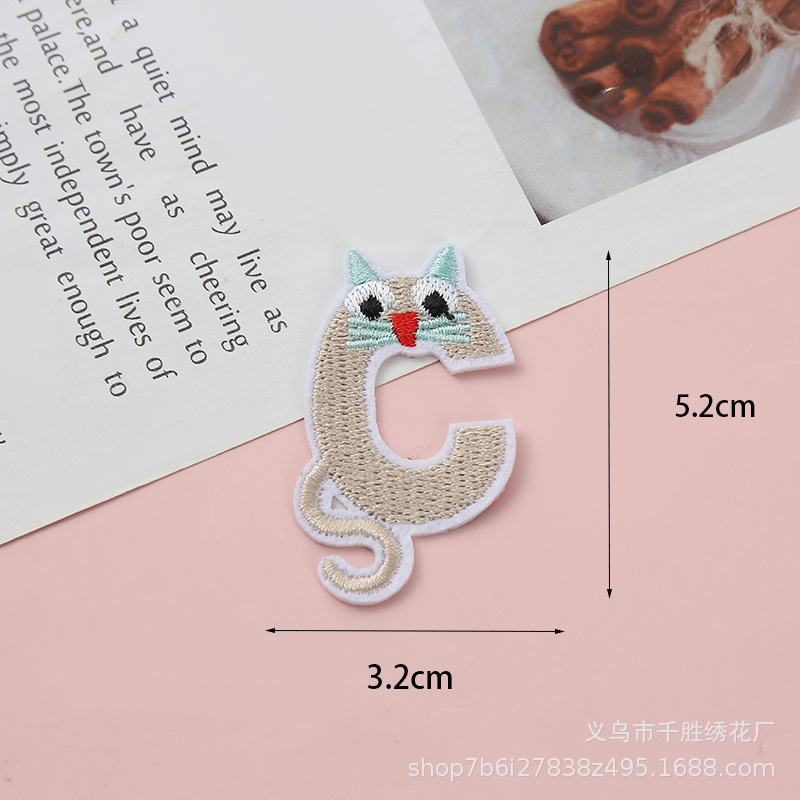 t a quiet mind may live as
ere,and have as cheering
palace.The town's poor seem to
the most independent lives of
imply great enough to
C
5.2cm
3.2cm
义乌市千胜绣花厂
shop7b6i27838z495.1688.com